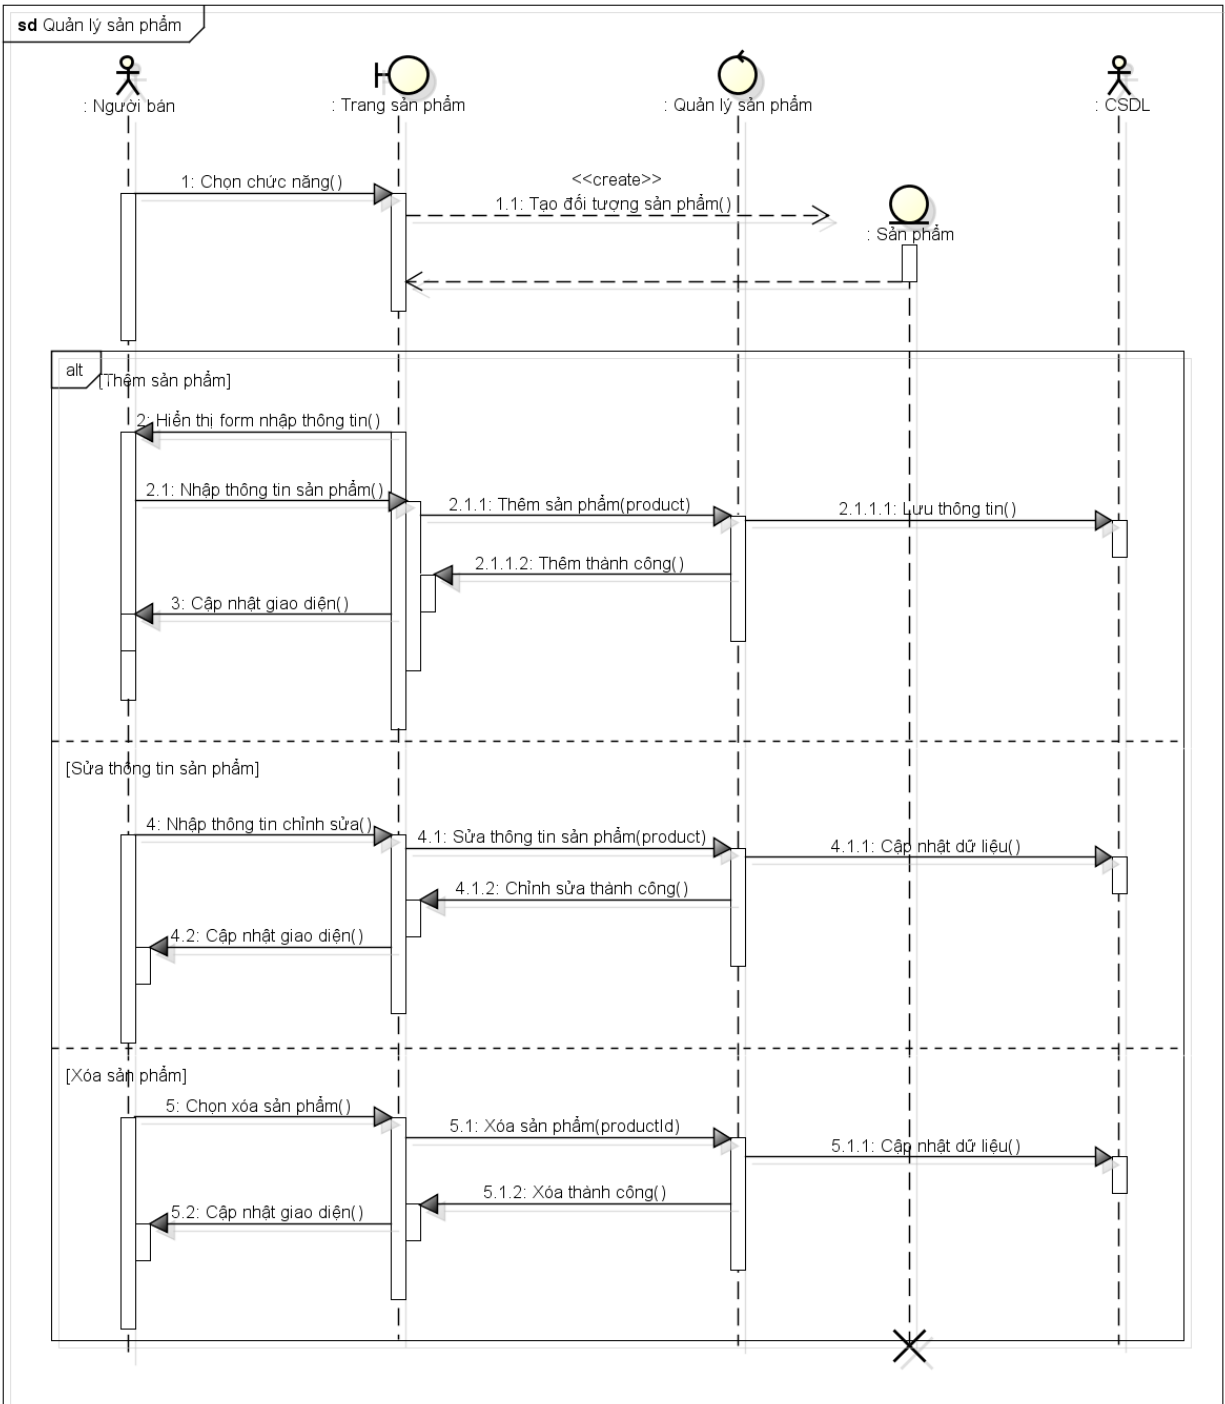 sd Quản lý sản phẩm
: Người bán
: Trang sản phẩm
: Quản lý sản phẩm
: CSDL
1: Chọn chức năng()
<<create>>
1.1: Tạo đối tượng sản phẩm()
: Sản phẩm
alt
[Thêm sản phẩm]
2: Hiển thị form nhập thông tin()
2.1: Nhập thông tin sản phẩm()
2.1.1: Thêm sản phẩm(product)
2.1.1.1: Lưu thông tin()
2.1.1.2: Thêm thành công()
3: Cập nhật giao diện()
[Sửa thông tin sản phẩm]
4: Nhập thông tin chỉnh sửa()
4.1: Sửa thông tin sản phẩm(product)
4.1.1: Cập nhật dữ liệu()
4.1.2: Chỉnh sửa thành công()
4.2: Cập nhật giao diện()
[Xóa sản phẩm]
5: Chọn xóa sản phẩm()
5.1: Xóa sản phẩm(productId)
5.1.1: Cập nhật dữ liệu()
5.1.2: Xóa thành công()
5.2: Cập nhật giao diện()